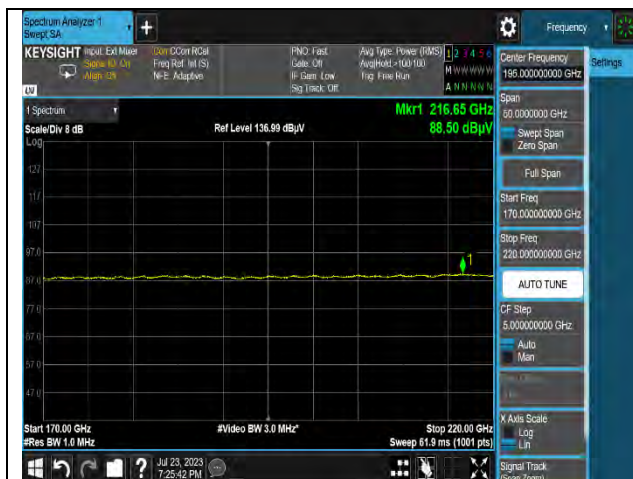 Spectrum Analyzer 1
Swept SA
+
Frequency
KEYSIGHT
Input: Ext Mixer
Signal ID: On
Align: Off
Corr CCorr RCal
Freq Ref: Int (S)
NFE: Adaptive
PNO: Fast
Gate: Off
IF Gain: Low
Sig Track: Off
Avg Type: Power (RMS)
Avg|Hold: >100/100
Trig: Free Run
1 2 3 4 5 6
M W W W W W
A N N N N N
Settings
Center Frequency
195.000000000 GHz
1 Spectrum
Mkr1 216.65 GHz
Scale/Div 8 dB
Ref Level 136.99 dBµV
88.50 dBµV
Log
127
117
107
97.0
87.0
77.0
67.0
57.0
47.0
1
Span
50.0000000 GHz
Swept Span
Zero Span
Full Span
Start Freq
170.000000000 GHz
Stop Freq
220.000000000 GHz
AUTO TUNE
CF Step
5.000000000 GHz
Auto
Man
X Axis Scale
Log
Lin
Signal Track
(Span Zoom)
Start 170.00 GHz
#Video BW 3.0 MHz*
Stop 220.00 GHz
#Res BW 1.0 MHz
Sweep 61.9 ms (1001 pts)
?
Jul 23, 2023
7:25:42 PM